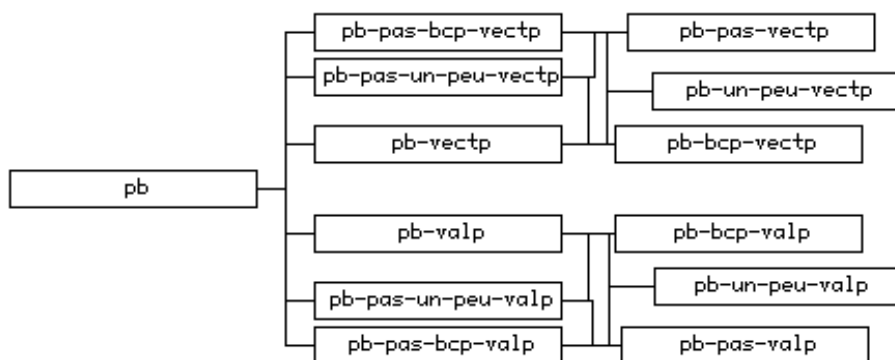 pb-pas-bcp-vectp
pb-pas-vectp
pb-pas-un-peu-vectp
pb-un-peu-vectp
pb-vectp
pb-bcp-vectp
pb
pb-valp
pb-bcp-valp
pb-un-peu-valp
pb-pas-un-peu-valp
pb-pas-bcp-valp
pb-pas-valp